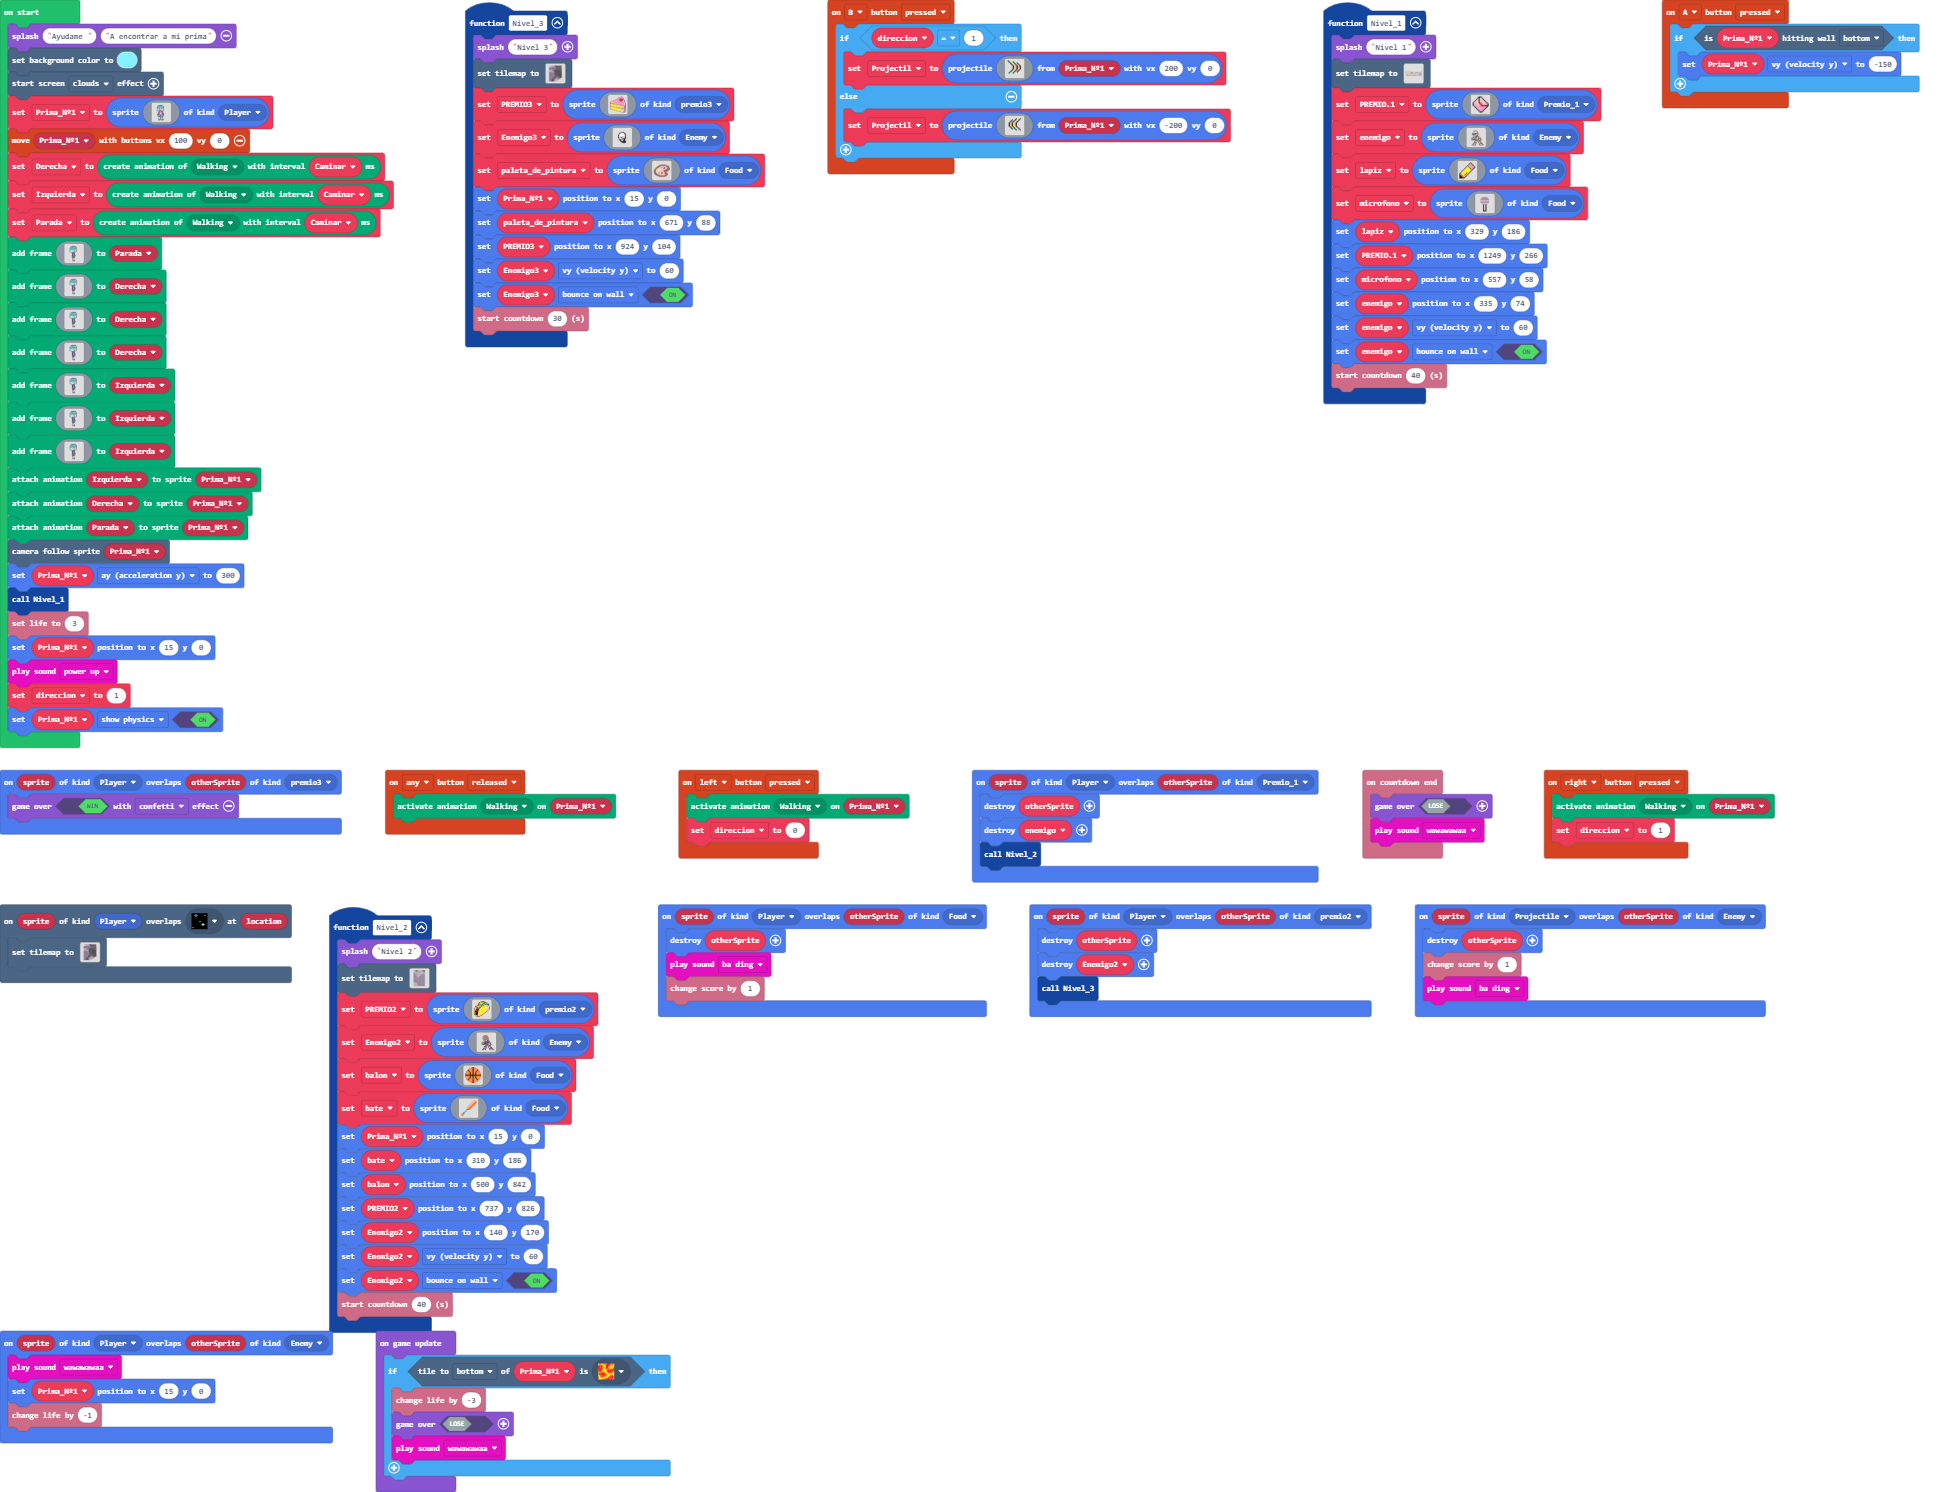 on start
splash "Ayudame " "A encontrar a mi prima"
set background color to
start screen clouds effect
set Prima_Nº1 to sprite of kind Player
move Prima_Nº1 with buttons vx 100 vy 0
set Derecha to create animation of Walking with interval Caminar ms
set Izquierda to create animation of Walking with interval Caminar ms
set Parada to create animation of Walking with interval Caminar ms
add frame to Parada
add frame to Derecha
add frame to Derecha
add frame to Derecha
add frame to Izquierda
add frame to Izquierda
add frame to Izquierda
attach animation Izquierda to sprite Prima_Nº1
attach animation Derecha to sprite Prima_Nº1
attach animation Parada to sprite Prima_Nº1
camera follow sprite Prima_Nº1
set Prima_Nº1 ay (acceleration y) to 300
call Nivel_1
set life to 3
set Prima_Nº1 position to x 15 y 0
play sound power up
set direccion to 1
set Prima_Nº1 show physics ON
function Nivel_3
splash "Nivel 3"
set tilemap to
set PREMIO3 to sprite of kind premio3
set Enemigo3 to sprite of kind Enemy
set paleta_de_pintura to sprite of kind Food
set Prima_Nº1 position to x 15 y 0
set paleta_de_pintura position to x 671 y 88
set PREMIO3 position to x 924 y 104
set Enemigo3 vy (velocity y) to 60
set Enemigo3 bounce on wall ON
start countdown 30 (s)
on B button pressed
if direccion = 1 then
set Projectil to projectile from Prima_Nº1 with vx 200 vy 0
else
set Projectil to projectile from Prima_Nº1 with vx -200 vy 0
function Nivel_1
splash "Nivel 1"
set tilemap to
set PREMIO.1 to sprite of kind Premio_1
set enemigo to sprite of kind Enemy
set lapiz to sprite of kind Food
set microfono to sprite of kind Food
set lapiz position to x 329 y 186
set PREMIO.1 position to x 1249 y 266
set microfono position to x 557 y 58
set enemigo position to x 335 y 74
set enemigo vy (velocity y) to 60
set enemigo bounce on wall ON
start countdown 40 (s)
on A button pressed
if is Prima_Nº1 hitting wall bottom then
set Prima_Nº1 vy (velocity y) to -150
on sprite of kind Player overlaps otherSprite of kind premio3
game over WIN with confetti effect
on any button released
activate animation Walking on Prima_Nº1
on left button pressed
activate animation Walking on Prima_Nº1
set direccion to 0
on sprite of kind Player overlaps otherSprite of kind Premio_1
destroy otherSprite
destroy enemigo
call Nivel_2
on countdown end
game over LOSE
play sound wawawawaa
on right button pressed
activate animation Walking on Prima_Nº1
set direccion to 1
on sprite of kind Player overlaps at location
set tilemap to
function Nivel_2
splash "Nivel 2"
set tilemap to
set PREMIO2 to sprite of kind premio2
set Enemigo2 to sprite of kind Enemy
set balon to sprite of kind Food
set bate to sprite of kind Food
set Prima_Nº1 position to x 15 y 0
set bate position to x 310 y 186
set balon position to x 500 y 842
set PREMIO2 position to x 737 y 826
set Enemigo2 position to x 140 y 170
set Enemigo2 vy (velocity y) to 60
set Enemigo2 bounce on wall ON
start countdown 40 (s)
on sprite of kind Player overlaps otherSprite of kind Food
destroy otherSprite
play sound ba ding
change score by 1
on sprite of kind Player overlaps otherSprite of kind premio2
destroy otherSprite
destroy Enemigo2
call Nivel_3
on sprite of kind Projectile overlaps otherSprite of kind Enemy
destroy otherSprite
change score by 1
play sound ba ding
on sprite of kind Player overlaps otherSprite of kind Enemy
play sound wawawawaa
set Prima_Nº1 position to x 15 y 0
change life by -1
on game update
if tile to bottom of Prima_Nº1 is then
change life by -3
game over LOSE
play sound wawawawaa